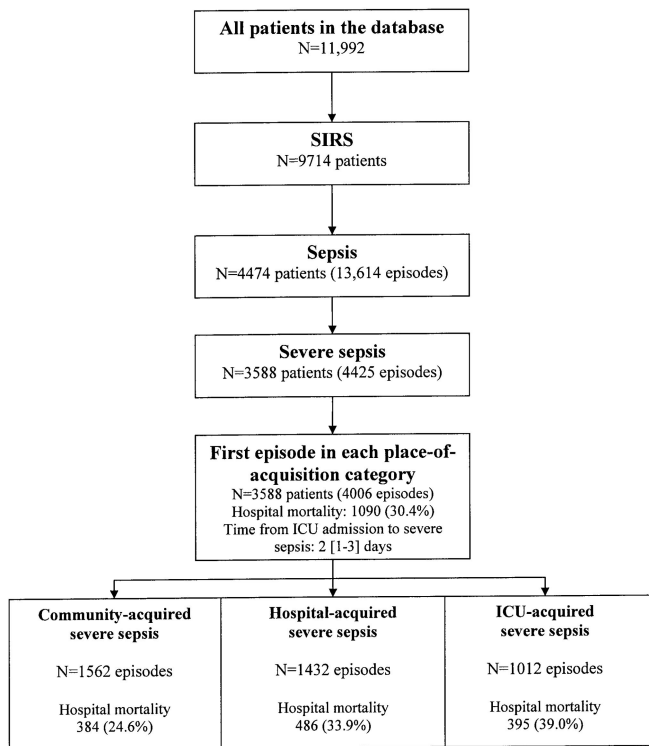 All patients in the database
N=11,992
SIRS
N=9714 patients
Sepsis
N=4474 patients (13,614 episodes)
Severe sepsis
N=3588 patients (4425 episodes)
First episode in each place-of-
acquisition category
N=3588 patients (4006 episodes)
Hospital mortality: 1090 (30.4%)
Time from ICU admission to severe
sepsis: 2 [1-3] days
Community-acquired
severe sepsis
N=1562 episodes
Hospital mortality
384 (24.6%)
Hospital-acquired
severe sepsis
N=1432 episodes
Hospital mortality
486 (33.9%)
ICU-acquired
severe sepsis
N=1012 episodes
Hospital mortality
395 (39.0%)